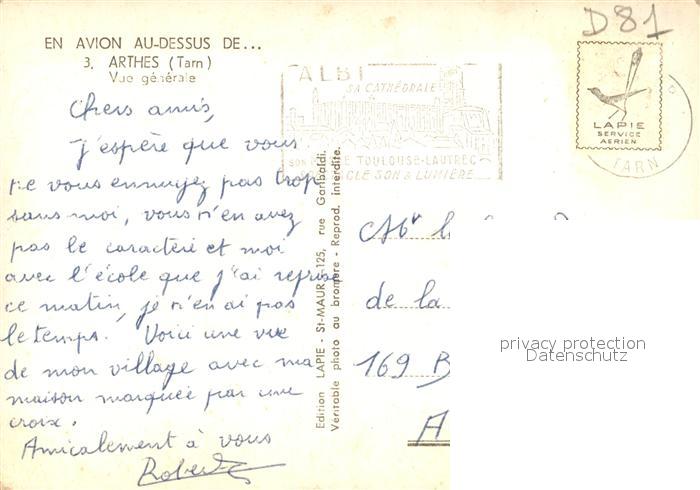 D81
EN AVION AU-DESSUS DE...
3. ARTHES (Tarn)
Vue générale
ALBI
SA CATHÉDRALE
SON TOULOUSE-LAUTREC
SON & LUMIÈRE
LAPIE
SERVICE
AERIEN
TARN
Chers amis,
J'espère que vous
ne vous ennuyez pas trop
sans moi, vous n'en avez
pas le caractère et moi
avec l'école que j'ai reprise
ce matin, je n'en ai pas
le temps. Voici une vue
de mon village avec ma
maison marquée par une
croix.
Amicalement à vous
Robert
Edition LAPIE - St-MAUR - 125, rue Garibaldi.
Véritable photo au bromure - Reprod. interdite.
de la
169 B
A
privacy protection
Datenschutz